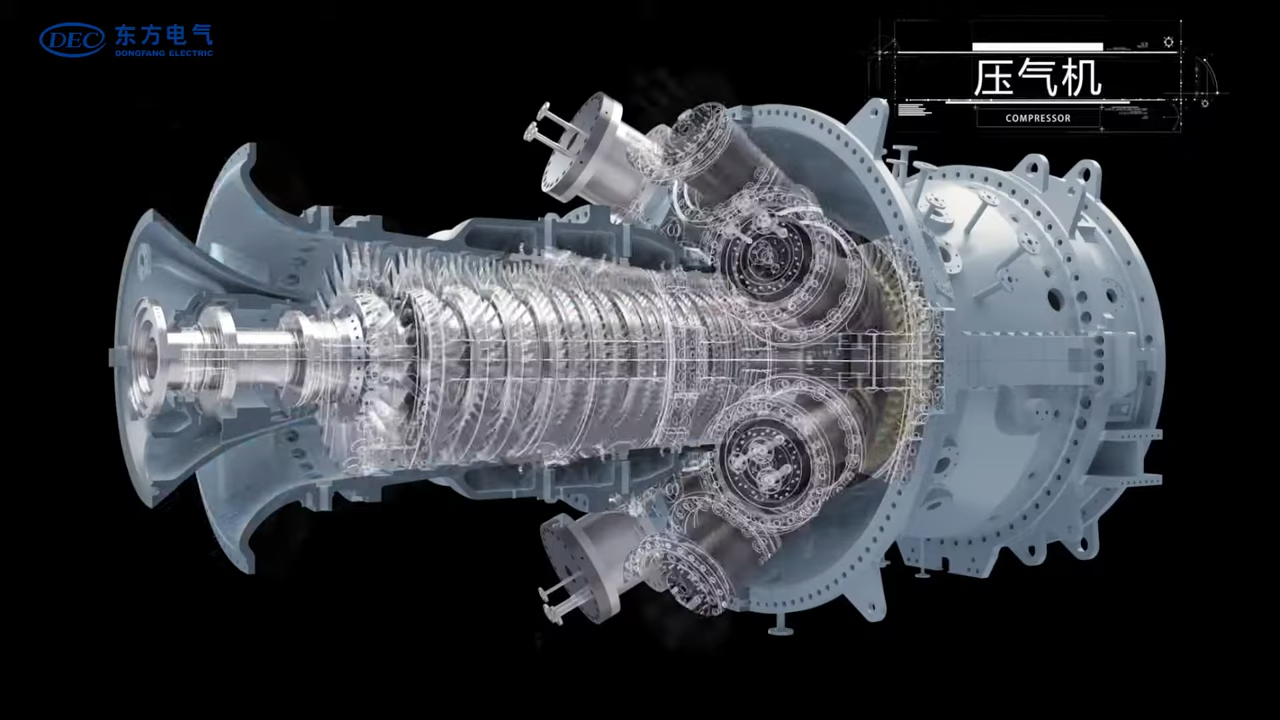 DEC 东方电气
DONGFANG ELECTRIC
压气机
COMPRESSOR